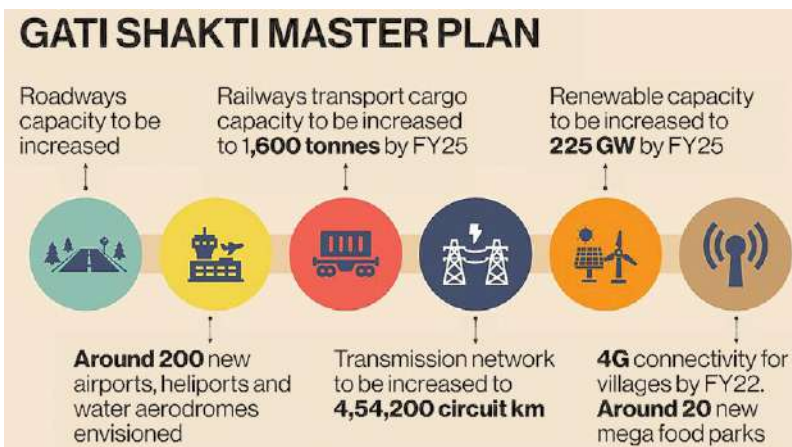 GATI SHAKTI MASTER PLAN
Roadways
capacity to be
increased
Railways transport cargo
capacity to be increased
to 1,600 tonnes by FY25
Renewable capacity
to be increased to
225 GW by FY25
Around 200 new
airports, heliports and
water aerodromes
envisioned
Transmission network
to be increased to
4,54,200 circuit km
4G connectivity for
villages by FY22.
Around 20 new
mega food parks